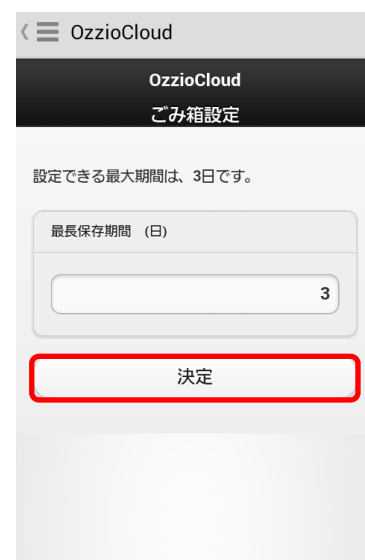 OzzioCloud
OzzioCloud
ごみ箱設定
設定できる最大期間は、3日です。
最長保存期間 (日)
3
決定